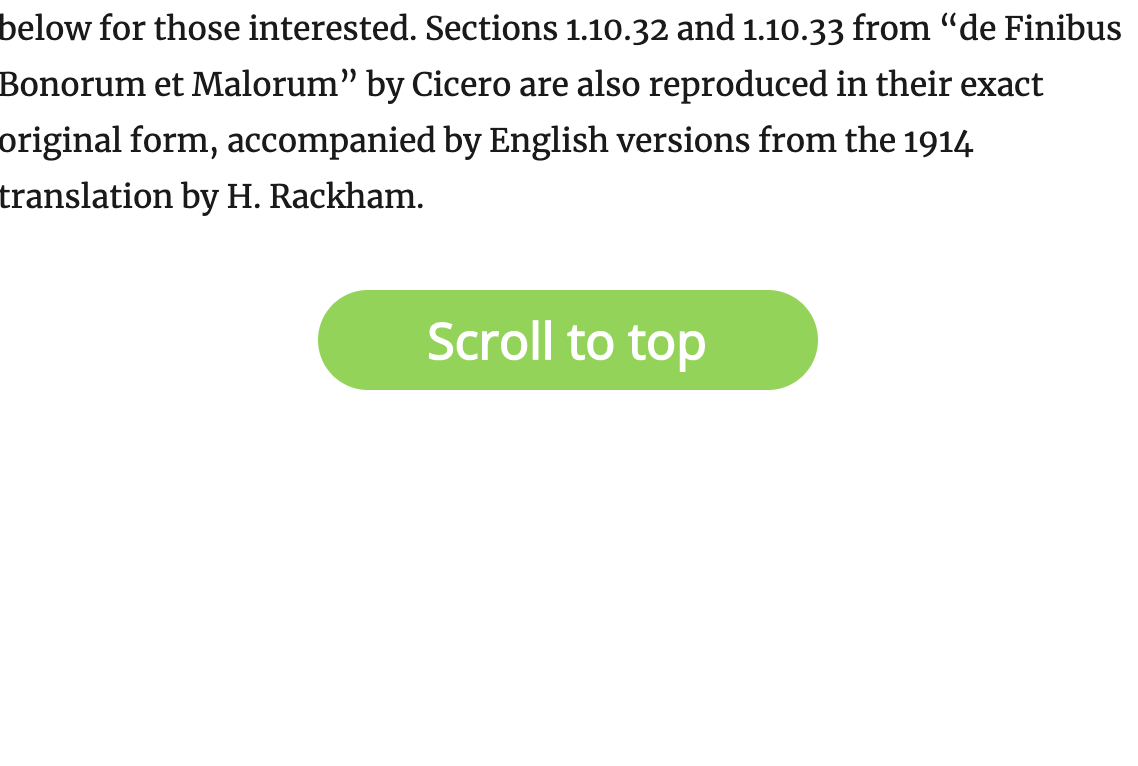 below for those interested. Sections 1.10.32 and 1.10.33 from “de Finibus
Bonorum et Malorum” by Cicero are also reproduced in their exact
original form, accompanied by English versions from the 1914
translation by H. Rackham.
Scroll to top